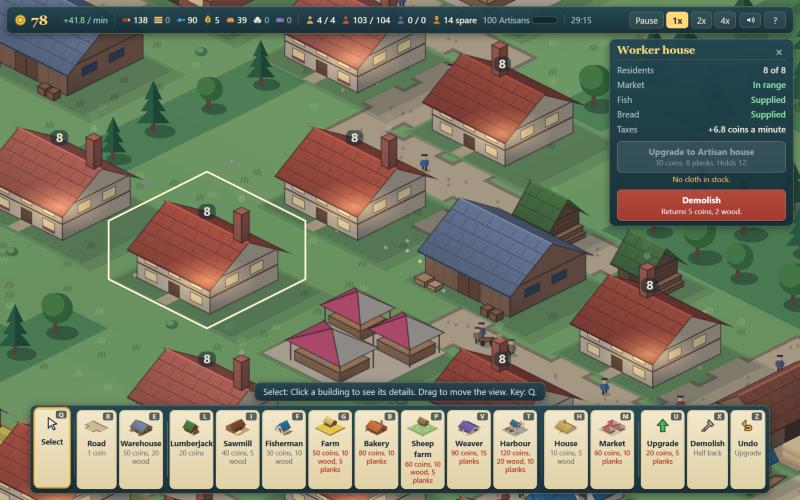 78 +41.8 / min 138 0 90 5 39 0 0 4 / 4 103 / 104 0 / 0 14 spare 100 Artisans 29:15 Pause 1x 2x 4x ?
Worker house ×
Residents 8 of 8
Market In range
Fish Supplied
Bread Supplied
Taxes +6.8 coins a minute
Upgrade to Artisan house
30 coins, 8 planks. Holds 12.
No cloth in stock.
Demolish
Returns 5 coins, 2 wood.
8
8
8
8
8
8
8
Select: Click a building to see its details. Drag to move the view. Key: Q.
Q
Select
R
Road
1 coin
E
Warehouse
50 coins, 20 wood
L
Lumberjack
20 coins
I
Sawmill
40 coins, 5 wood
F
Fisherman
30 coins, 10 wood
G
Farm
50 coins, 10 wood, 5 planks
B
Bakery
80 coins, 10 planks
P
Sheep farm
60 coins, 10 wood, 5 planks
V
Weaver
90 coins, 15 planks
T
Harbour
120 coins, 20 wood, 10 planks
H
House
10 coins, 5 wood
M
Market
60 coins, 10 planks
U
Upgrade
20 coins, 5 planks
X
Demolish
Half back
Z
Undo
Upgrade